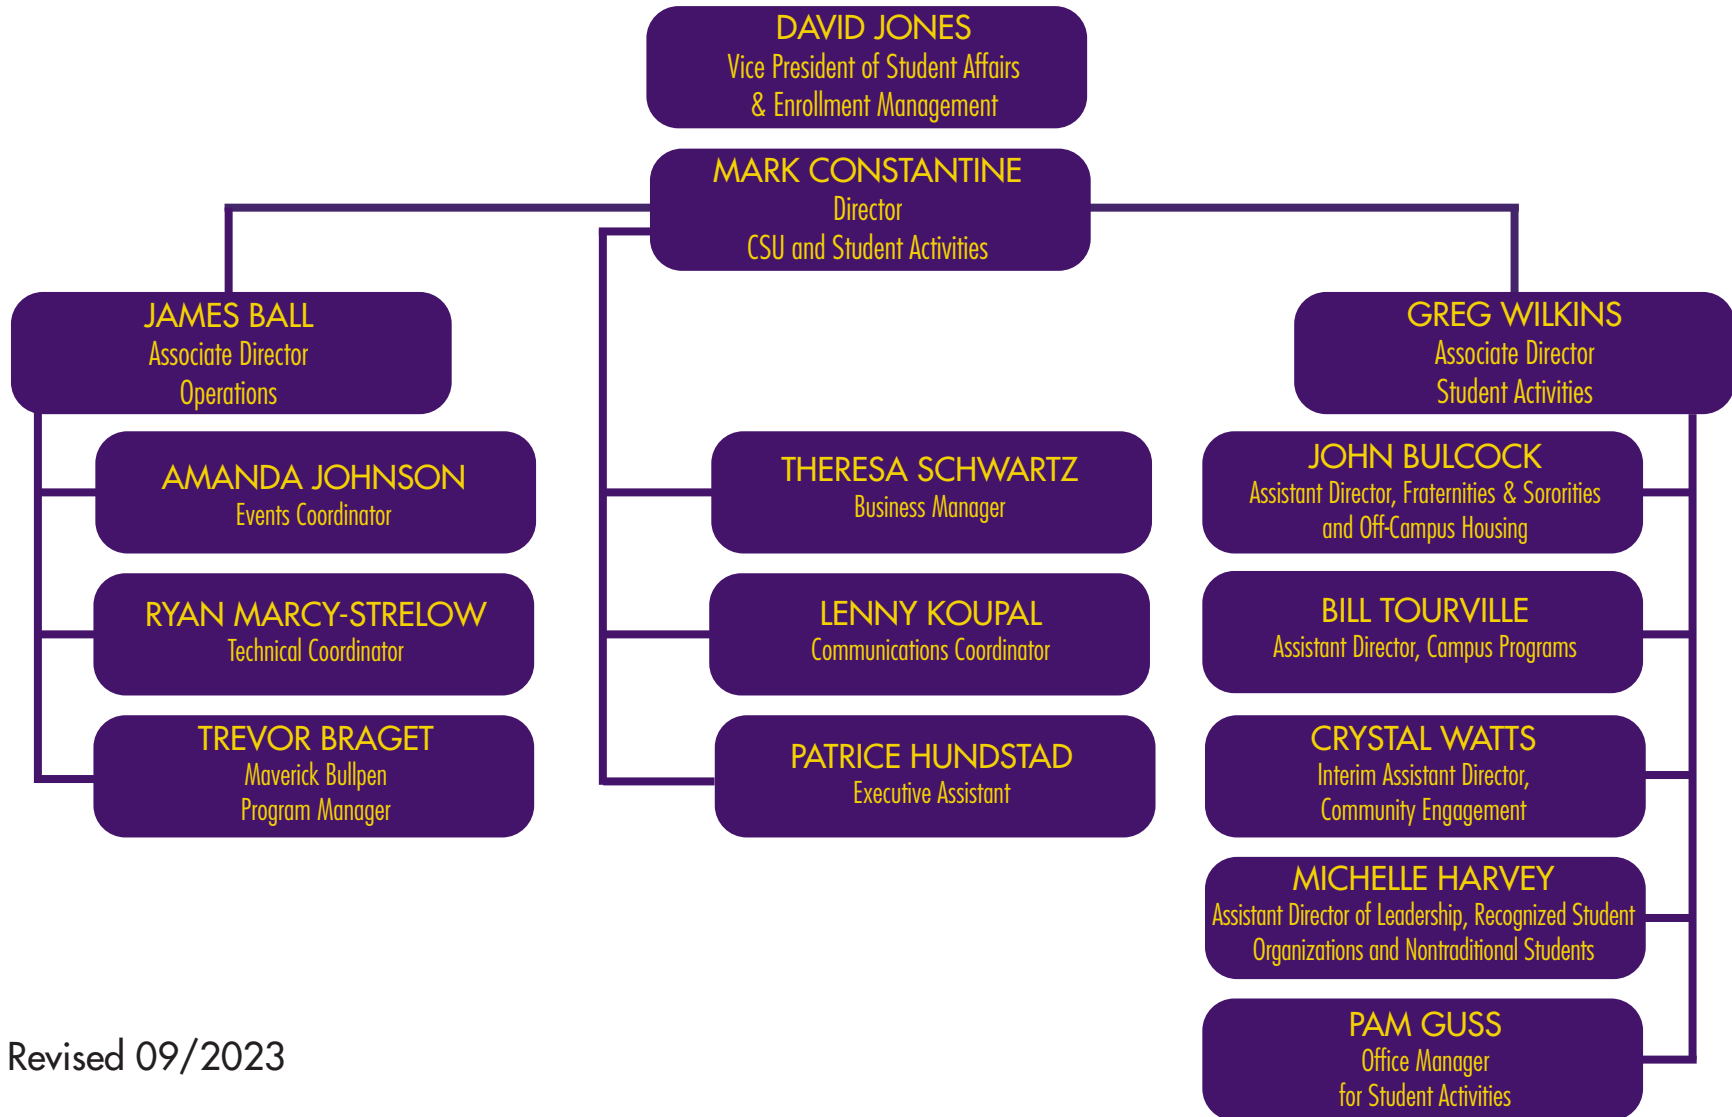 DAVID JONES
Vice President of Student Affairs
& Enrollment Management
MARK CONSTANTINE
Director
CSU and Student Activities
JAMES BALL
Associate Director
Operations
AMANDA JOHNSON
Events Coordinator
RYAN MARCY-STRELOW
Technical Coordinator
TREVOR BRAGET
Maverick Bullpen
Program Manager
THERESA SCHWARTZ
Business Manager
LENNY KOUPAL
Communications Coordinator
PATRICE HUNDSTAD
Executive Assistant
GREG WILKINS
Associate Director
Student Activities
JOHN BULCOCK
Assistant Director, Fraternities & Sororities
and Off-Campus Housing
BILL TOURVILLE
Assistant Director, Campus Programs
CRYSTAL WATTS
Interim Assistant Director,
Community Engagement
MICHELLE HARVEY
Assistant Director of Leadership, Recognized Student
Organizations and Nontraditional Students
PAM GUSS
Office Manager
for Student Activities
Revised 09/2023